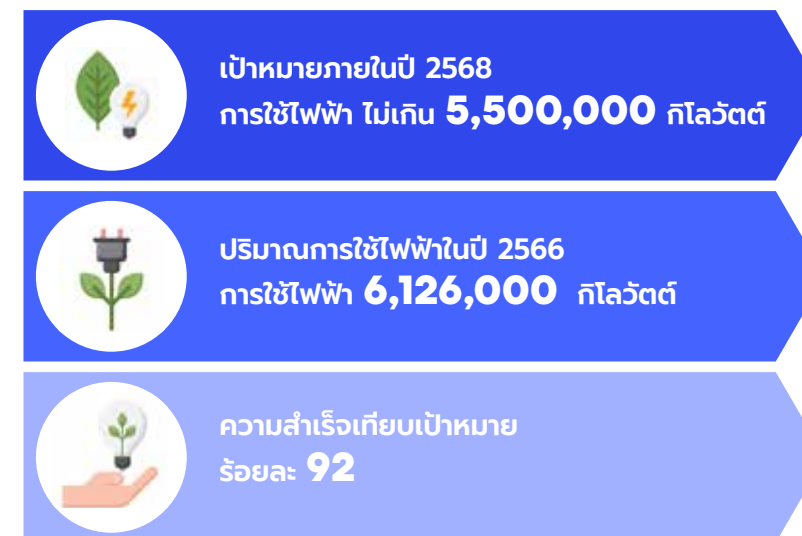 เป้าหมายภายในปี 2568
การใช้ไฟฟ้า ไม่เกิน 5,500,000 กิโลวัตต์
ปริมาณการใช้ไฟฟ้าในปี 2566
การใช้ไฟฟ้า 6,126,000 กิโลวัตต์
ความสำเร็จเทียบเป้าหมาย
ร้อยละ 92